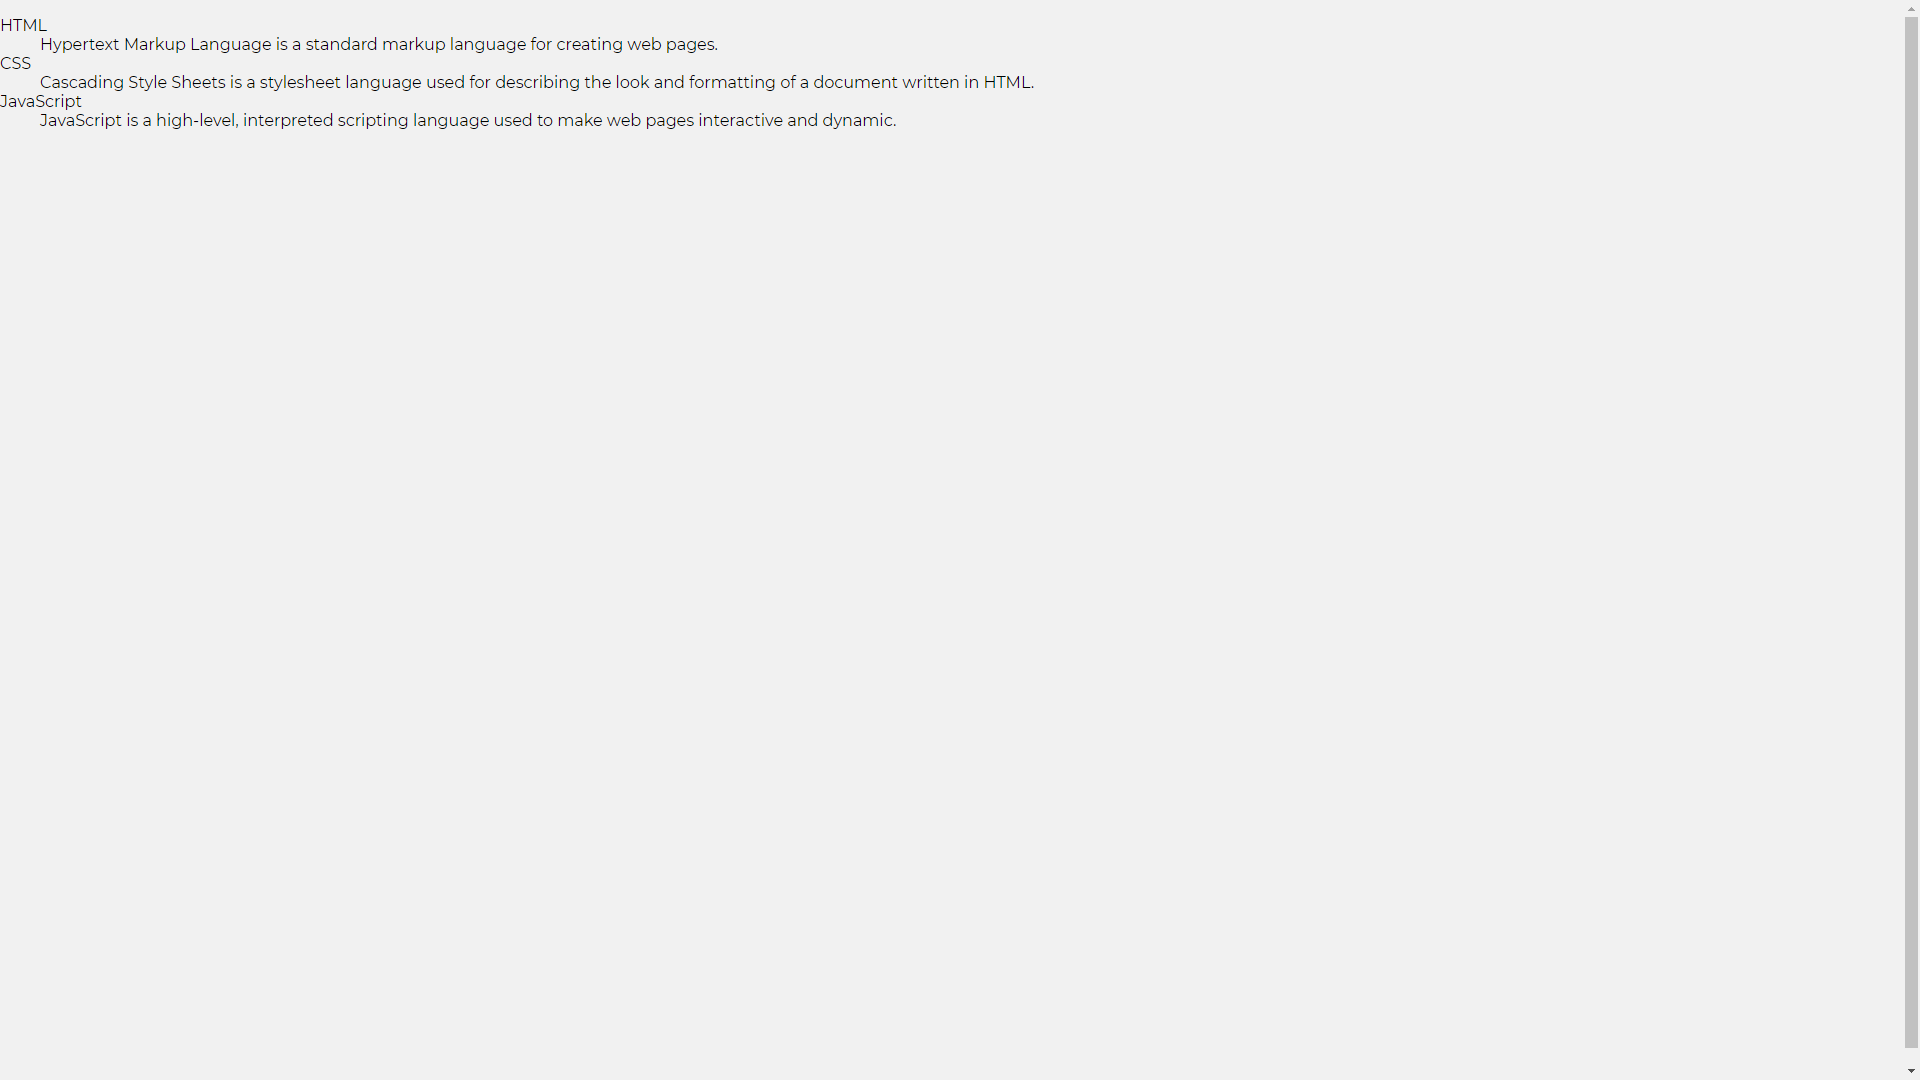 HTML
Hypertext Markup Language is a standard markup language for creating web pages.
CSS
Cascading Style Sheets is a stylesheet language used for describing the look and formatting of a document written in HTML.
JavaScript
JavaScript is a high-level, interpreted scripting language used to make web pages interactive and dynamic.